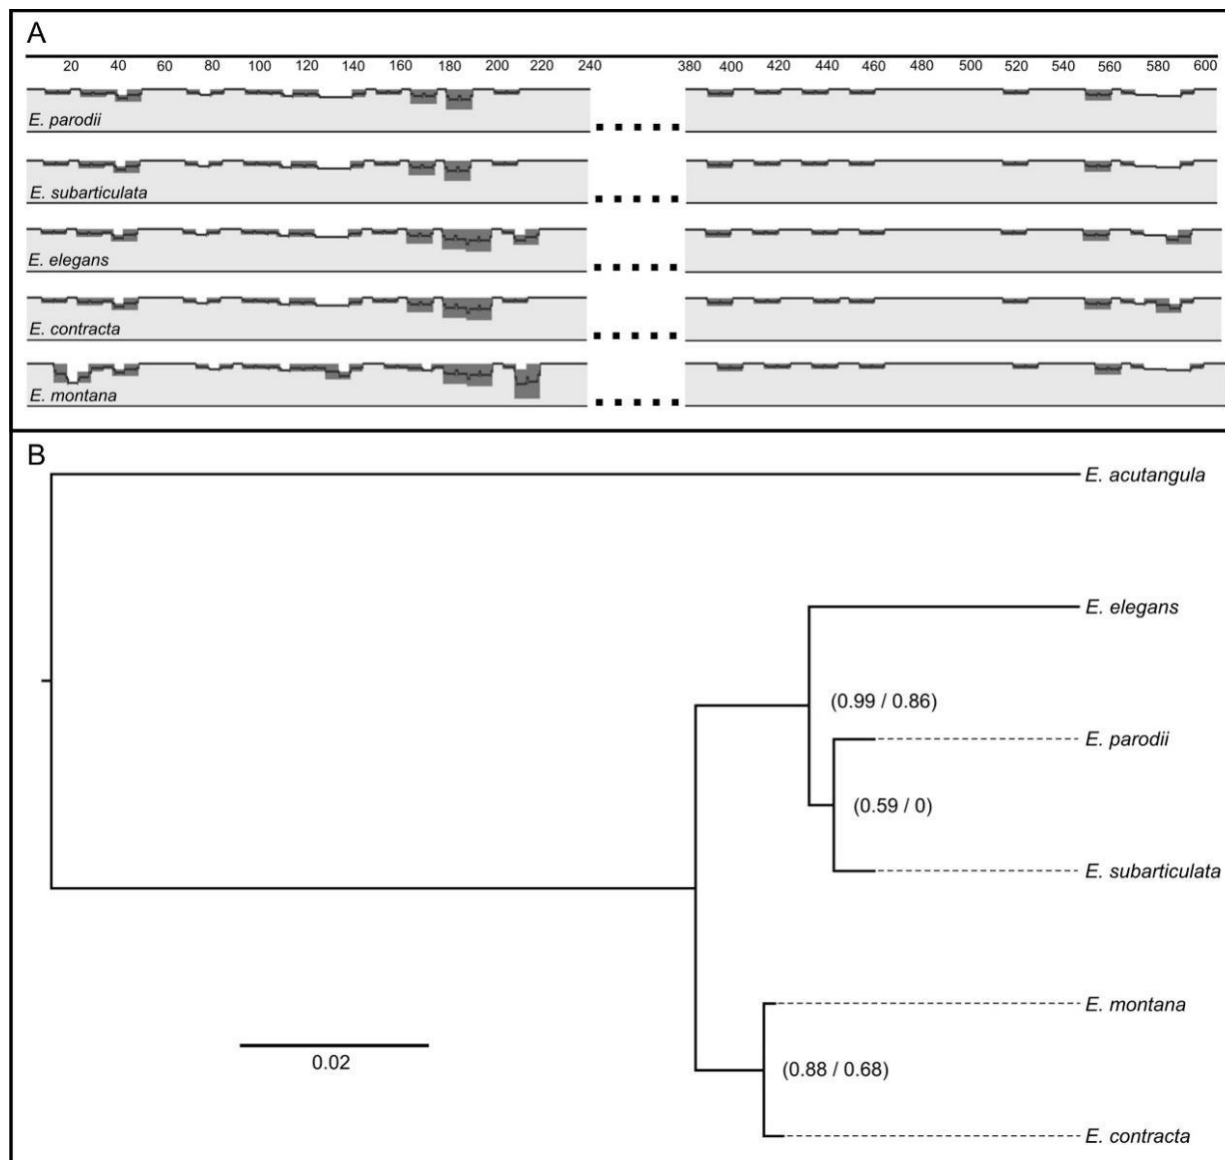 A
20 40 60 80 100 120 140 160 180 200 220 240 380 400 420 440 460 480 500 520 540 560 580 600
E. parodii
E. subarticulata
E. elegans
E. contracta
E. montana
B
E. acutangula
E. elegans
(0.99 / 0.86)
E. parodii
(0.59 / 0)
E. subarticulata
E. montana
0.02
(0.88 / 0.68)
E. contracta